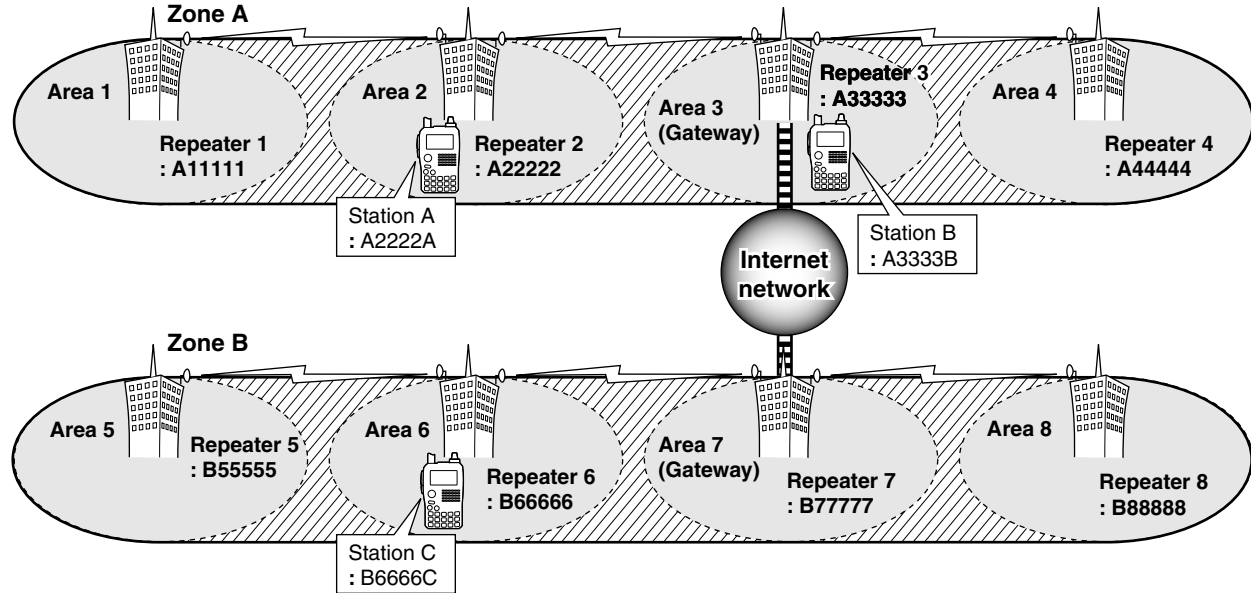 Zone A
Area 1
Repeater 1
: A11111
Area 2
Repeater 2
: A22222
Station A
: A2222A
Area 3
(Gateway)
Repeater 3
: A33333
Station B
: A3333B
Area 4
Repeater 4
: A44444
Internet
network
Zone B
Area 5
Repeater 5
: B55555
Area 6
Repeater 6
: B66666
Station C
: B6666C
Area 7
(Gateway)
Repeater 7
: B77777
Area 8
Repeater 8
: B88888